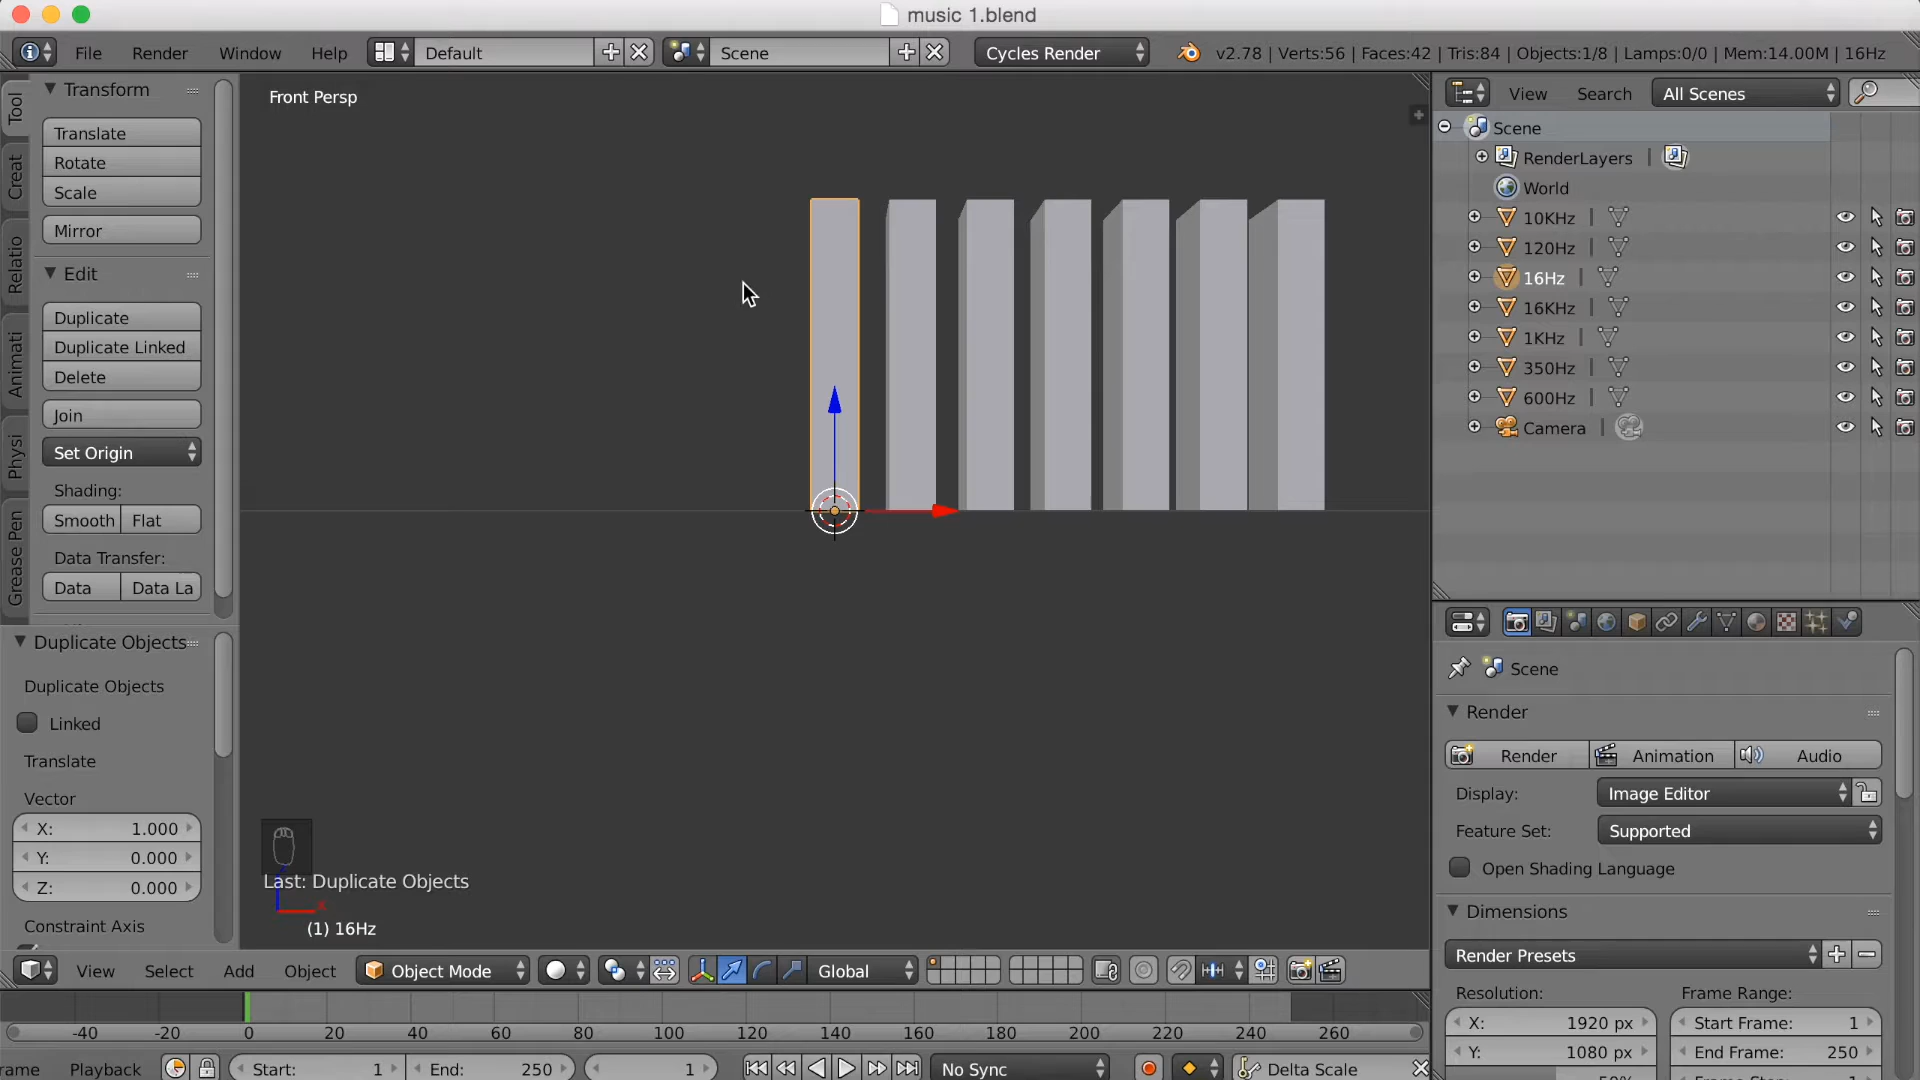 music 1.blend
File Render Window Help Default Scene Cycles Render v2.78 | Verts:56 | Faces:42 | Tris:84 | Objects:1/8 | Lamps:0/0 | Mem:14.00M | 16Hz
Tool
Creat
Relatio
Animati
Physi
Grease Pen
Transform
Translate
Rotate
Scale
Mirror
Edit
Duplicate
Duplicate Linked
Delete
Join
Set Origin
Shading:
Smooth Flat
Data Transfer:
Data Data La
Duplicate Objects
Duplicate Objects
Linked
Translate
Vector
X: 1.000
Y: 0.000
Z: 0.000
Constraint Axis
Front Persp
Last: Duplicate Objects
x
(1) 16Hz
View Search All Scenes
Scene
RenderLayers |
World
10KHz |
120Hz |
16Hz |
16KHz |
1KHz |
350Hz |
600Hz |
Camera |
Scene
Render
Render Animation Audio
Display: Image Editor
Feature Set: Supported
Open Shading Language
Dimensions
Render Presets
Resolution: Frame Range:
X: 1920 px Start Frame: 1
Y: 1080 px End Frame: 250
50%
View Select Add Object Object Mode Global
-40 -20 0 20 40 60 80 100 120 140 160 180 200 220 240 260
rame Playback Start: 1 End: 250 1 No Sync Delta Scale